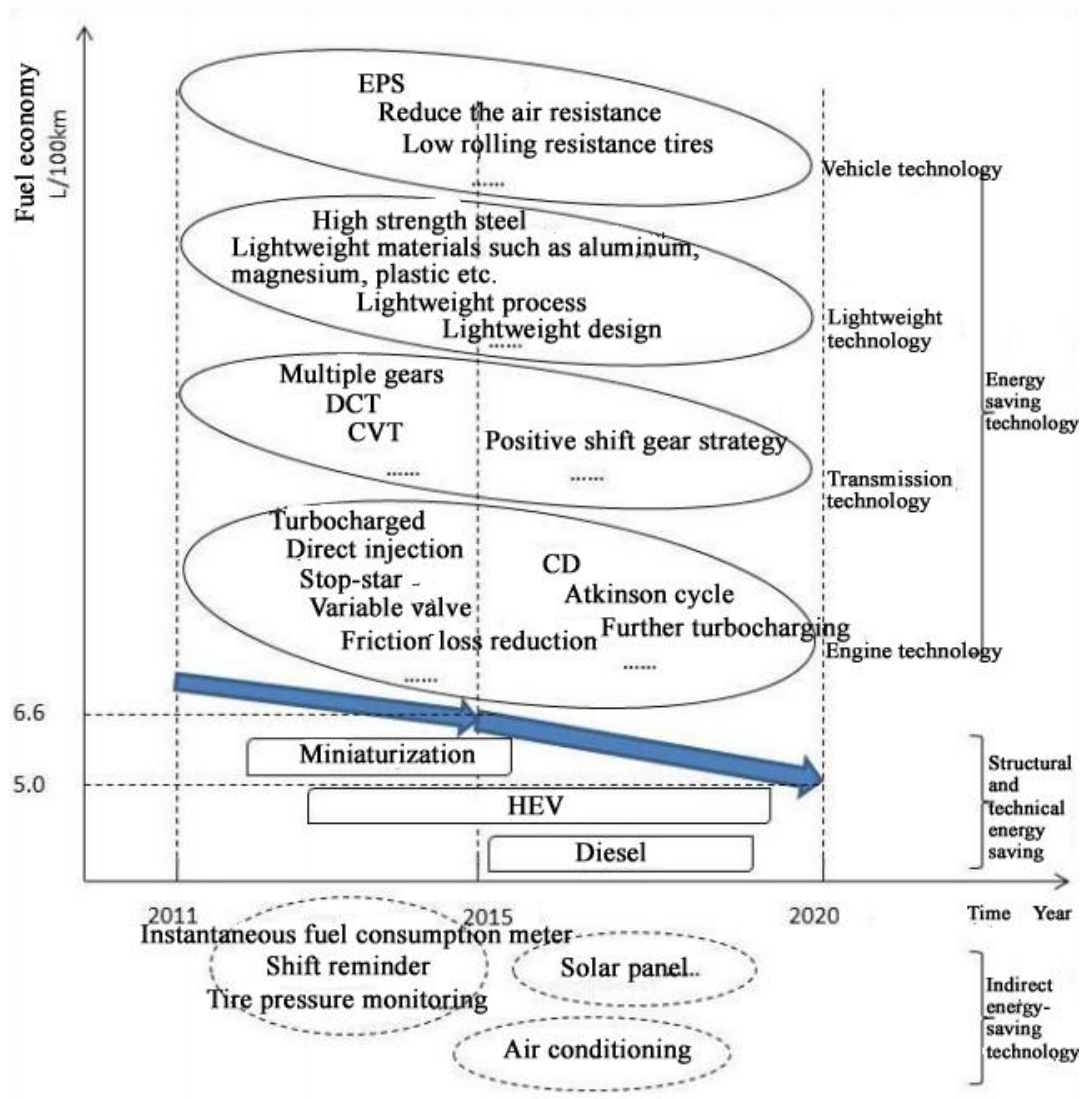 Fuel economy
L/100km
EPS
Reduce the air resistance
Low rolling resistance tires
......
Vehicle technology
High strength steel
Lightweight materials such as aluminum,
magnesium, plastic etc.
Lightweight process
Lightweight design
......
Lightweight
technology
Multiple gears
DCT
CVT
......
Positive shift gear strategy
......
Transmission
technology
Energy
saving
technology
Turbocharged
Direct injection
Stop-star -
Variable valve
Friction loss reduction
......
CD
Atkinson cycle
Further turbocharging
......
Engine technology
6.6
5.0
Miniaturization
HEV
Diesel
Structural
and
technical
energy
saving
2011
2015
2020
Time Year
Instantaneous fuel consumption meter
Shift reminder
Tire pressure monitoring
Solar panel...
Air conditioning
Indirect
energy-
saving
technology